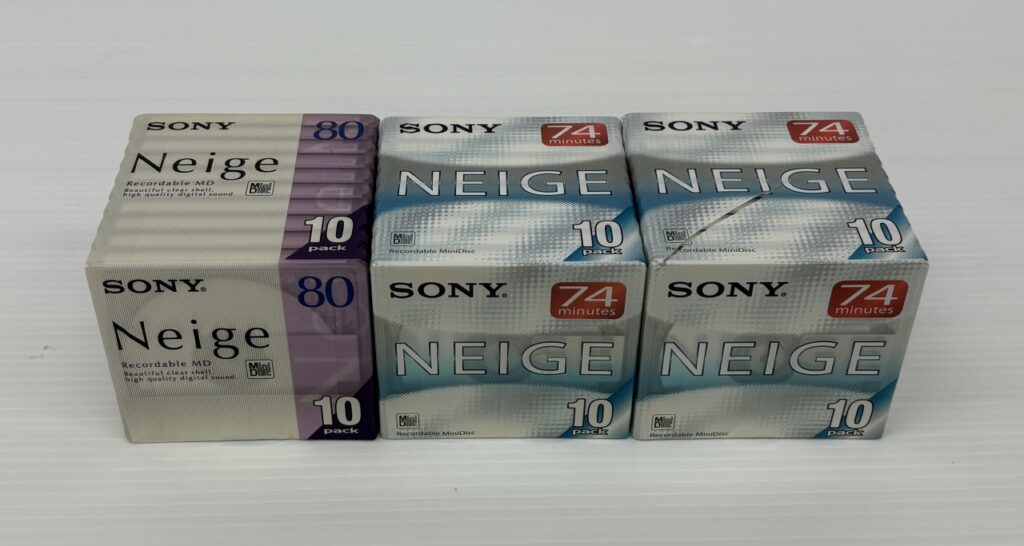 SONY
80
Neige
Recordable MD
Beautiful clear shell,
high quality digital sound.
MiniDisc
10
pack
SONY
74
minutes
NEIGE
MiniDisc
Recordable MiniDisc
10
pack
SONY
74
minutes
NEIGE
MiniDisc
Recordable MiniDisc
10
pack
SONY®
80
Neige
Recordable MD
Beautiful clear shell,
high quality digital sound.
MiniDisc
10
pack
SONY®
74
minutes
NEIGE
MiniDisc
Recordable MiniDisc
10
pack
SONY®
74
minutes
NEIGE
MiniDisc
Recordable MiniDisc
10
pack